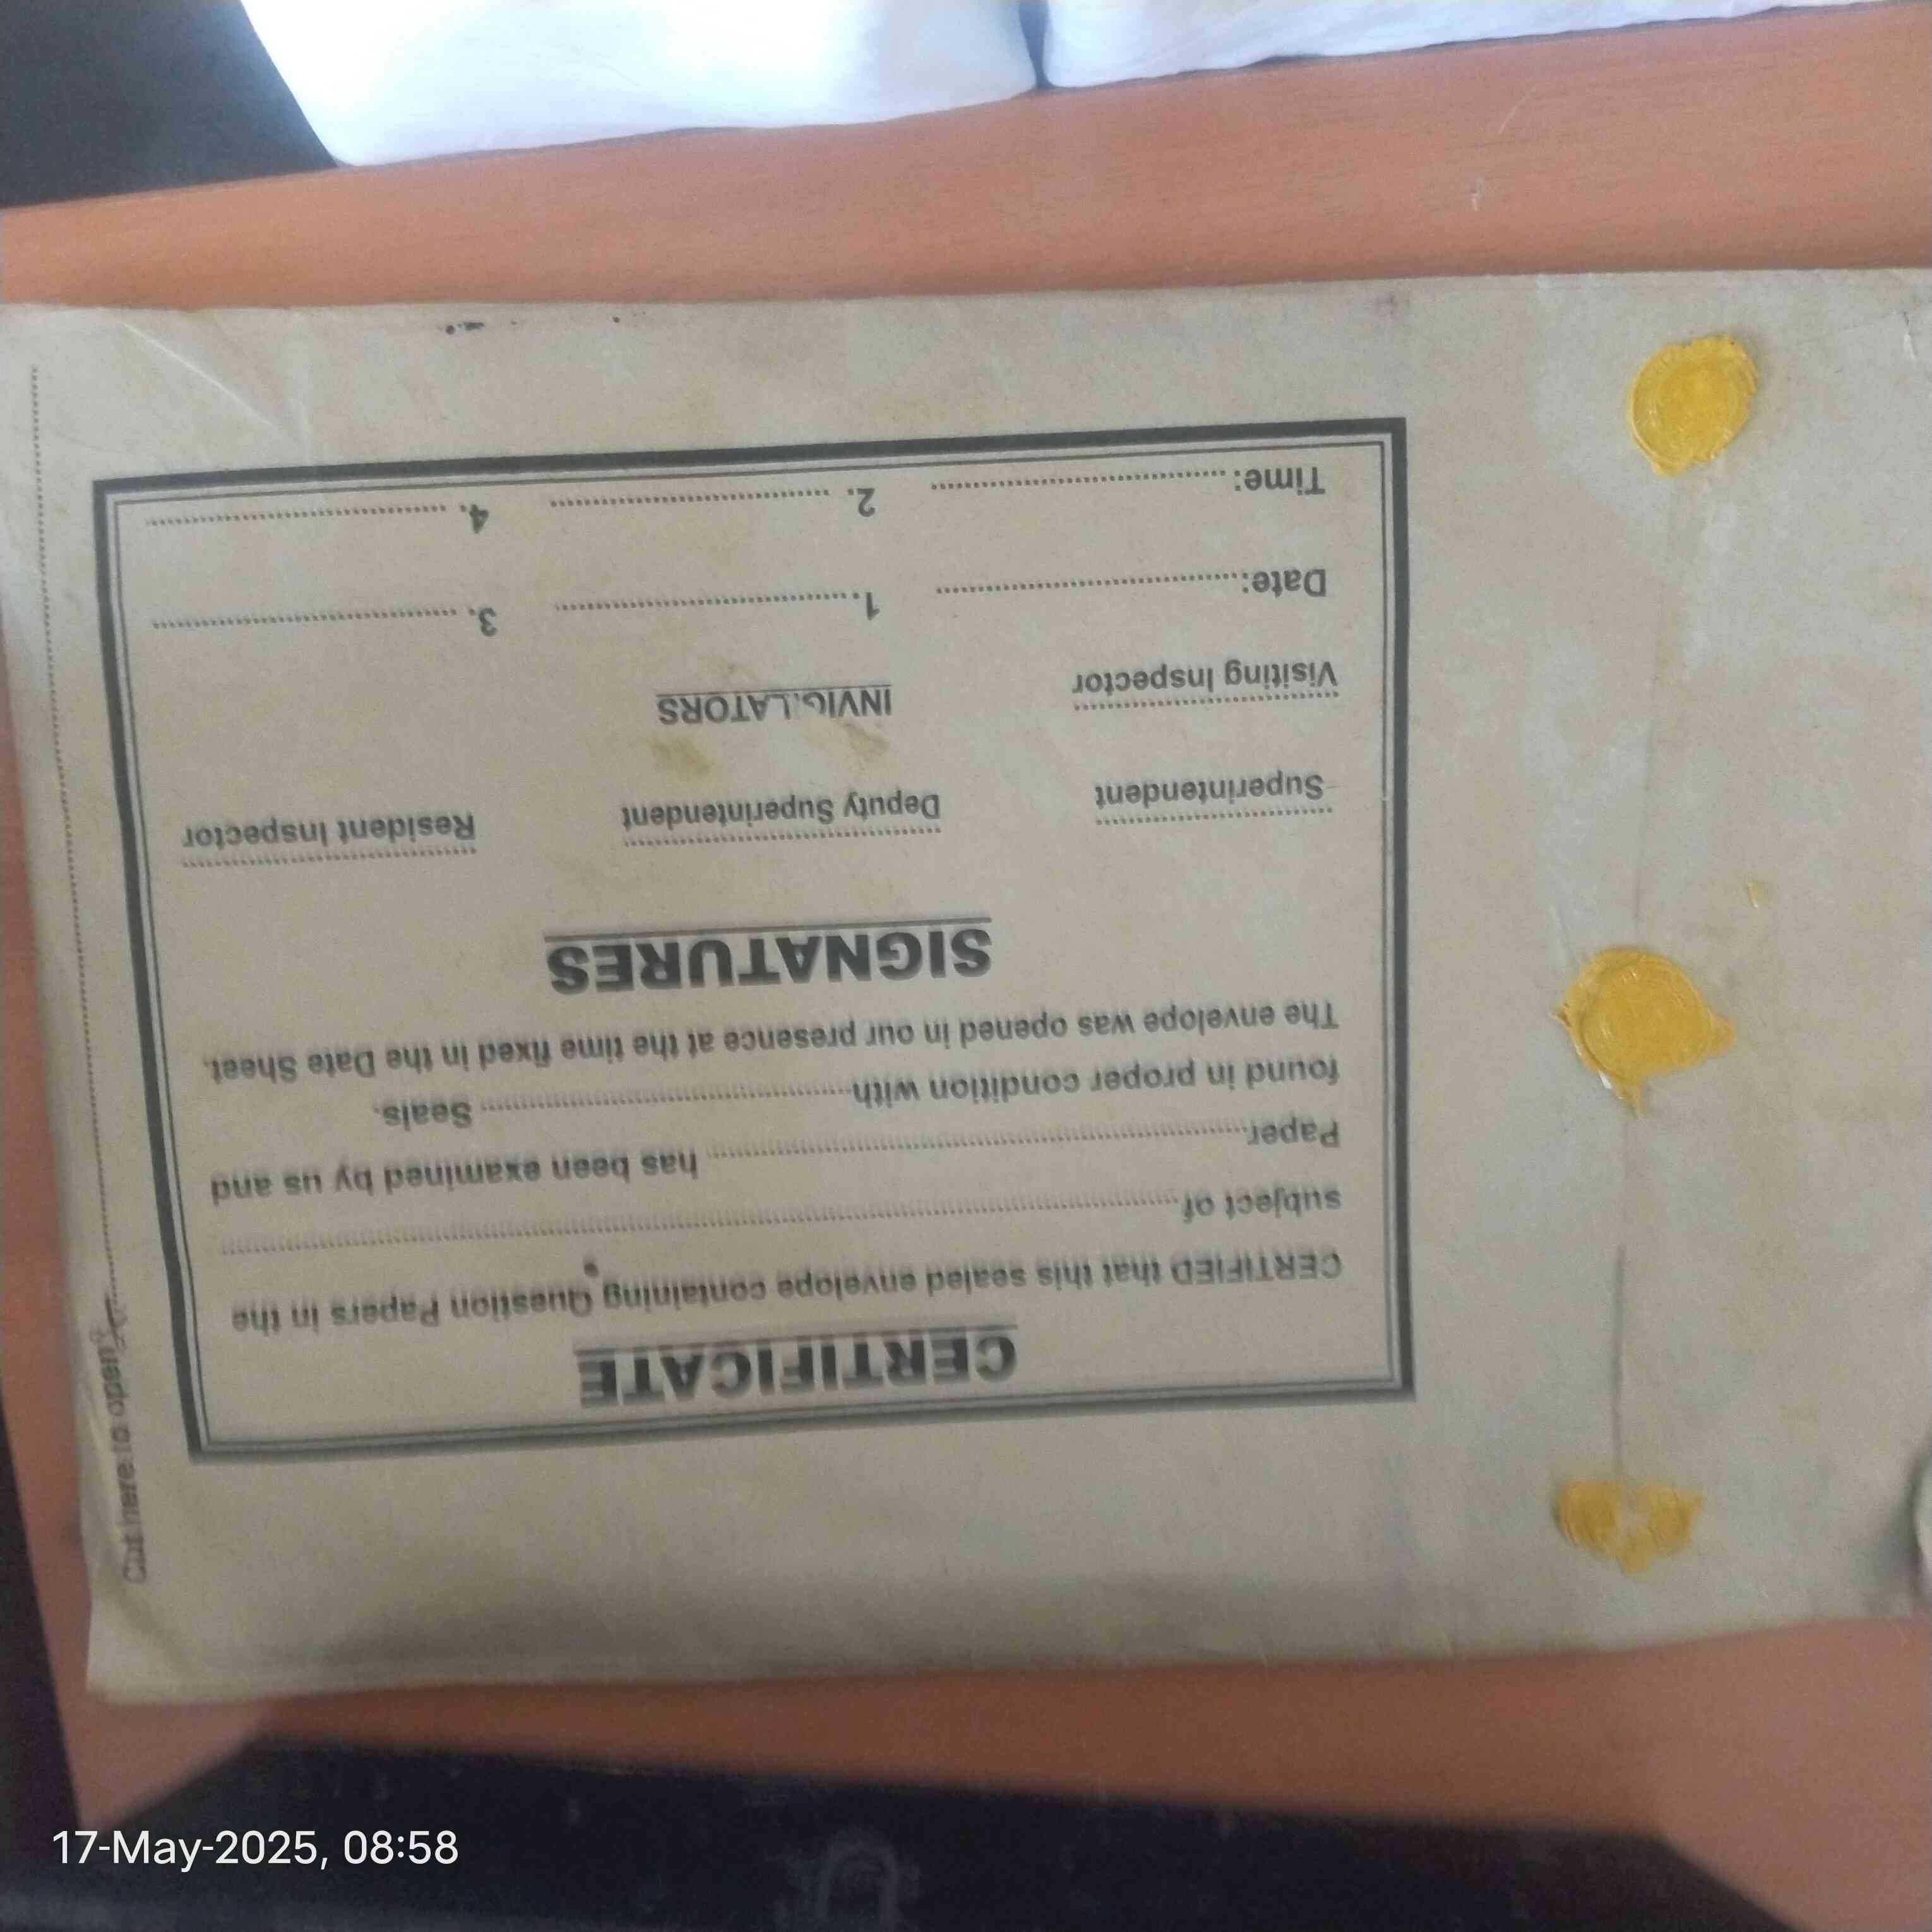 CERTIFICATE
CERTIFIED that this sealed envelope containing Question Papers in the
subject of ................................................................
Paper ................................ has been examined by us and
found in proper condition with ................................ Seals.
The envelope was opened in our presence at the time fixed in the Date Sheet.
SIGNATURES
Superintendent Deputy Superintendent Resident Inspector
Visiting Inspector INVIG.LATORS
Date: ................................ 1. ................................ 3. ................................
Time: ................................ 2. ................................ 4. ................................
Cut here to open
17-May-2025, 08:58